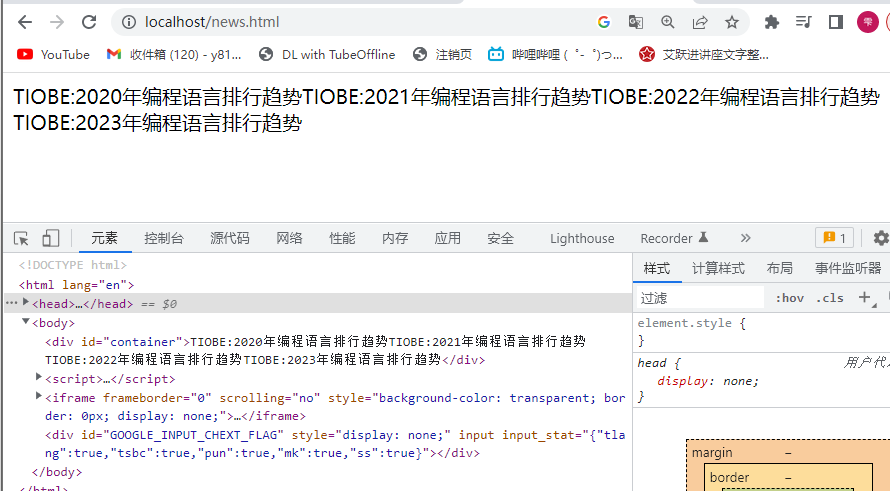 localhost/news.html
YouTube 收件箱 (120) - y81... DL with TubeOffline 注销页 哔哩哔哩 ( ゜- ゜)つ... 艾跃进讲座文字整...
TIOBE:2020年编程语言排行趋势TIOBE:2021年编程语言排行趋势TIOBE:2022年编程语言排行趋势
TIOBE:2023年编程语言排行趋势
元素 控制台 源代码 网络 性能 内存 应用 安全 Lighthouse Recorder 1
<!DOCTYPE html>
<html lang="en">
<head>…</head> == $0
<body>
<div id="container">TIOBE:2020年编程语言排行趋势TIOBE:2021年编程语言排行趋势
TIOBE:2022年编程语言排行趋势TIOBE:2023年编程语言排行趋势</div>
<script>…</script>
<iframe frameborder="0" scrolling="no" style="background-color: transparent; bor
der: 0px; display: none;">…</iframe>
<div id="GOOGLE_INPUT_CHEXT_FLAG" style="display: none;" input input_stat="{"tla
ng":true,"tsbc":true,"pun":true,"mk":true,"ss":true}"></div>
</body>
</html>
样式 计算样式 布局 事件监听器
过滤 :hov .cls
element.style {
}
head { 用户代
display: none;
}
margin –
border –